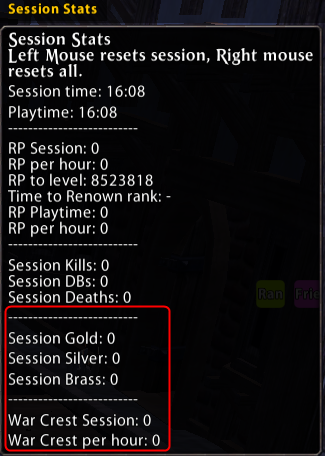 Session Stats
Session Stats
Left Mouse resets session, Right mouse
resets all.
Session time: 16:08
Playtime: 16:08
--------------------------
RP Session: 0
RP per hour: 0
RP to level: 8523818
Time to Renown rank: -
RP Playtime: 0
RP per hour: 0
--------------------------
Session Kills: 0
Session DBs: 0
Session Deaths: 0
--------------------------
Session Gold: 0
Session Silver: 0
Session Brass: 0
--------------------------
War Crest Session: 0
War Crest per hour: 0
Ran